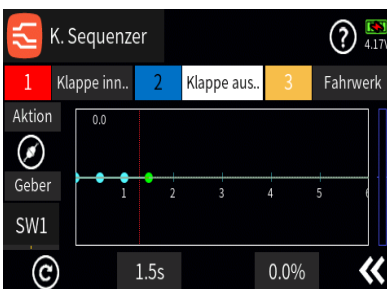 K. Sequenzer
?
4.17V
1 Klappe inn.. 2 Klappe aus.. 3 Fahrwerk
Aktion
0.0
Geber
1 2 3 4 5
SW1
1.5s 0.0%